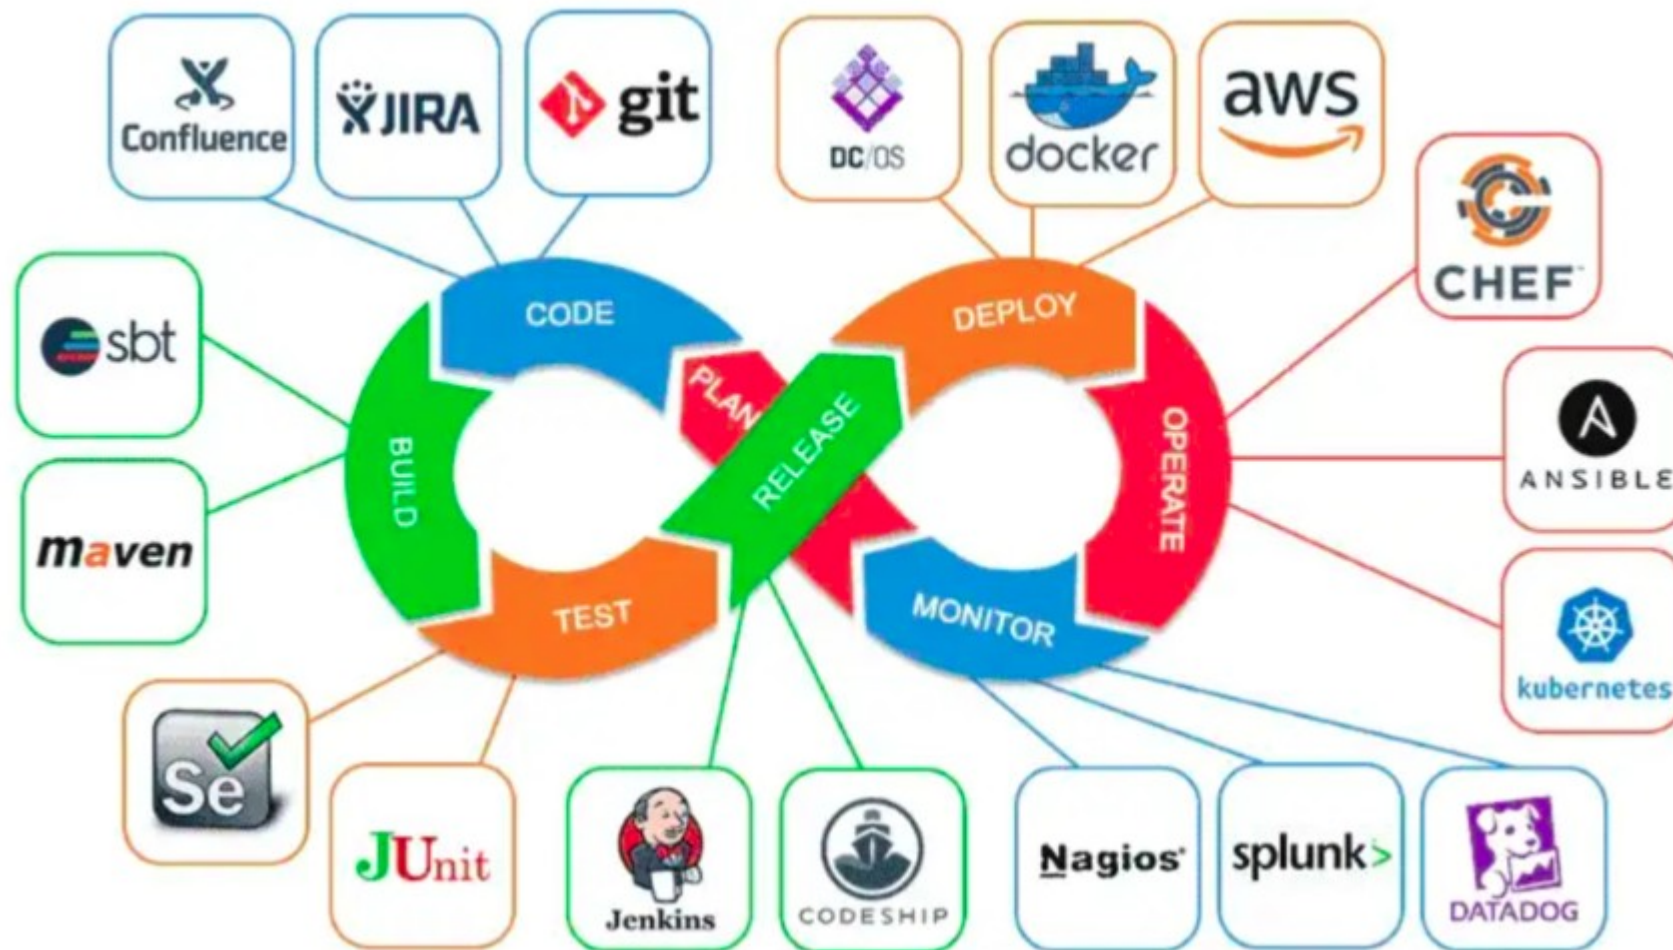 Confluence
JIRA
git
DC/OS
docker
aws
CHEF™
sbt
CODE
DEPLOY
PLAN
RELEASE
BUILD
OPERATE
ANSIBLE
maven
TEST
MONITOR
kubernetes
Se
JUnit
Jenkins
CODESHIP
Nagios®
splunk>
DATADOG